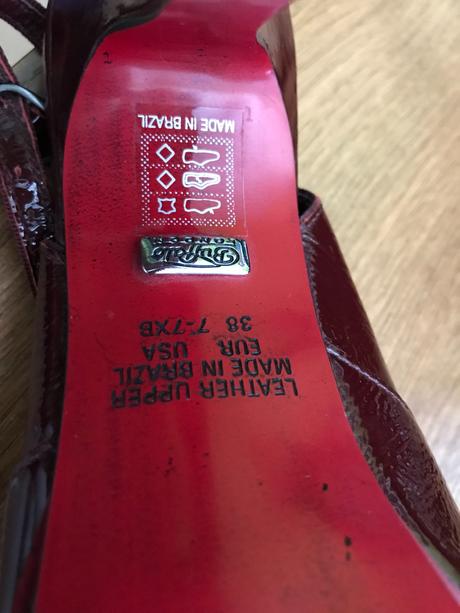 LEATHER UPPER
MADE IN BRAZIL
EUR. USA
38 7-7XB
Buffalo
LONDON
MADE IN BRAZIL